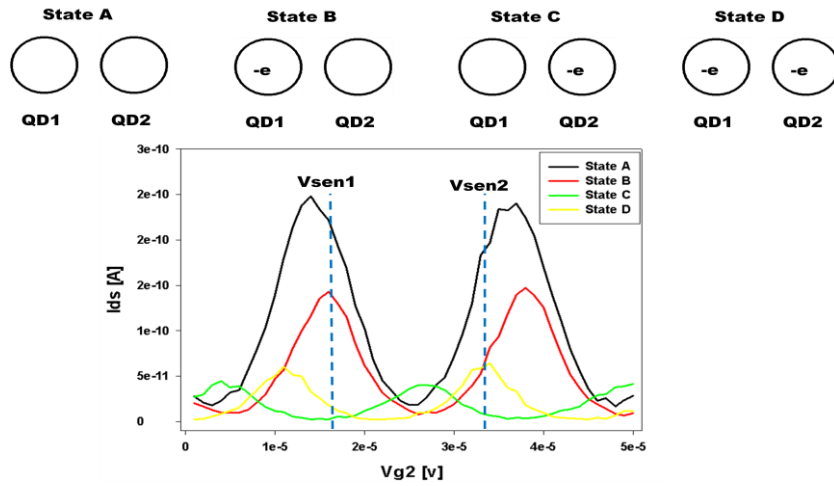 State A State B State C State D
-e -e -e -e
QD1 QD2 QD1 QD2 QD1 QD2 QD1 QD2
3e-10
Vsen1 Vsen2
State A
State B
State C
State D
2e-10
2e-10
2e-10
1e-10
5e-11
0
Ids [A]
0 1e-5 2e-5 3e-5 4e-5 5e-5
Vg2 [v]